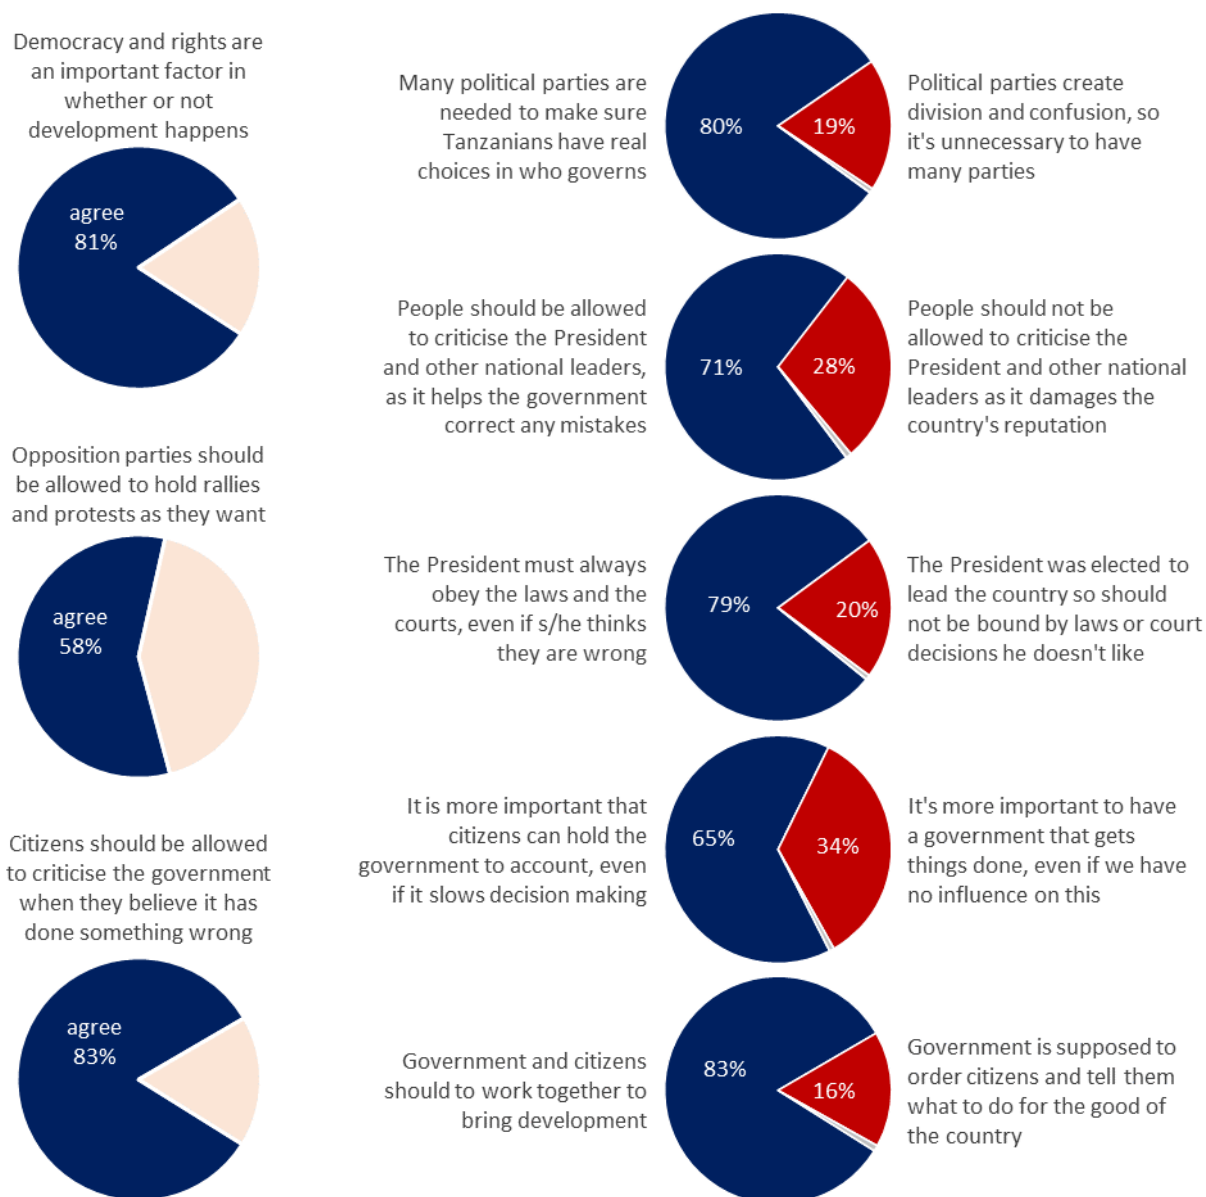 Democracy and rights are
an important factor in
whether or not
development happens
agree
81%
Opposition parties should
be allowed to hold rallies
and protests as they want
agree
58%
Citizens should be allowed
to criticise the government
when they believe it has
done something wrong
agree
83%
Many political parties are
needed to make sure
Tanzanians have real
choices in who governs
80%
19%
Political parties create
division and confusion, so
it's unnecessary to have
many parties
People should be allowed
to criticise the President
and other national leaders,
as it helps the government
correct any mistakes
71%
28%
People should not be
allowed to criticise the
President and other national
leaders as it damages the
country's reputation
The President must always
obey the laws and the
courts, even if s/he thinks
they are wrong
79%
20%
The President was elected to
lead the country so should
not be bound by laws or court
decisions he doesn't like
It is more important that
citizens can hold the
government to account, even
if it slows decision making
65%
34%
It's more important to have
a government that gets
things done, even if we have
no influence on this
Government and citizens
should to work together to
bring development
83%
16%
Government is supposed to
order citizens and tell them
what to do for the good of
the country